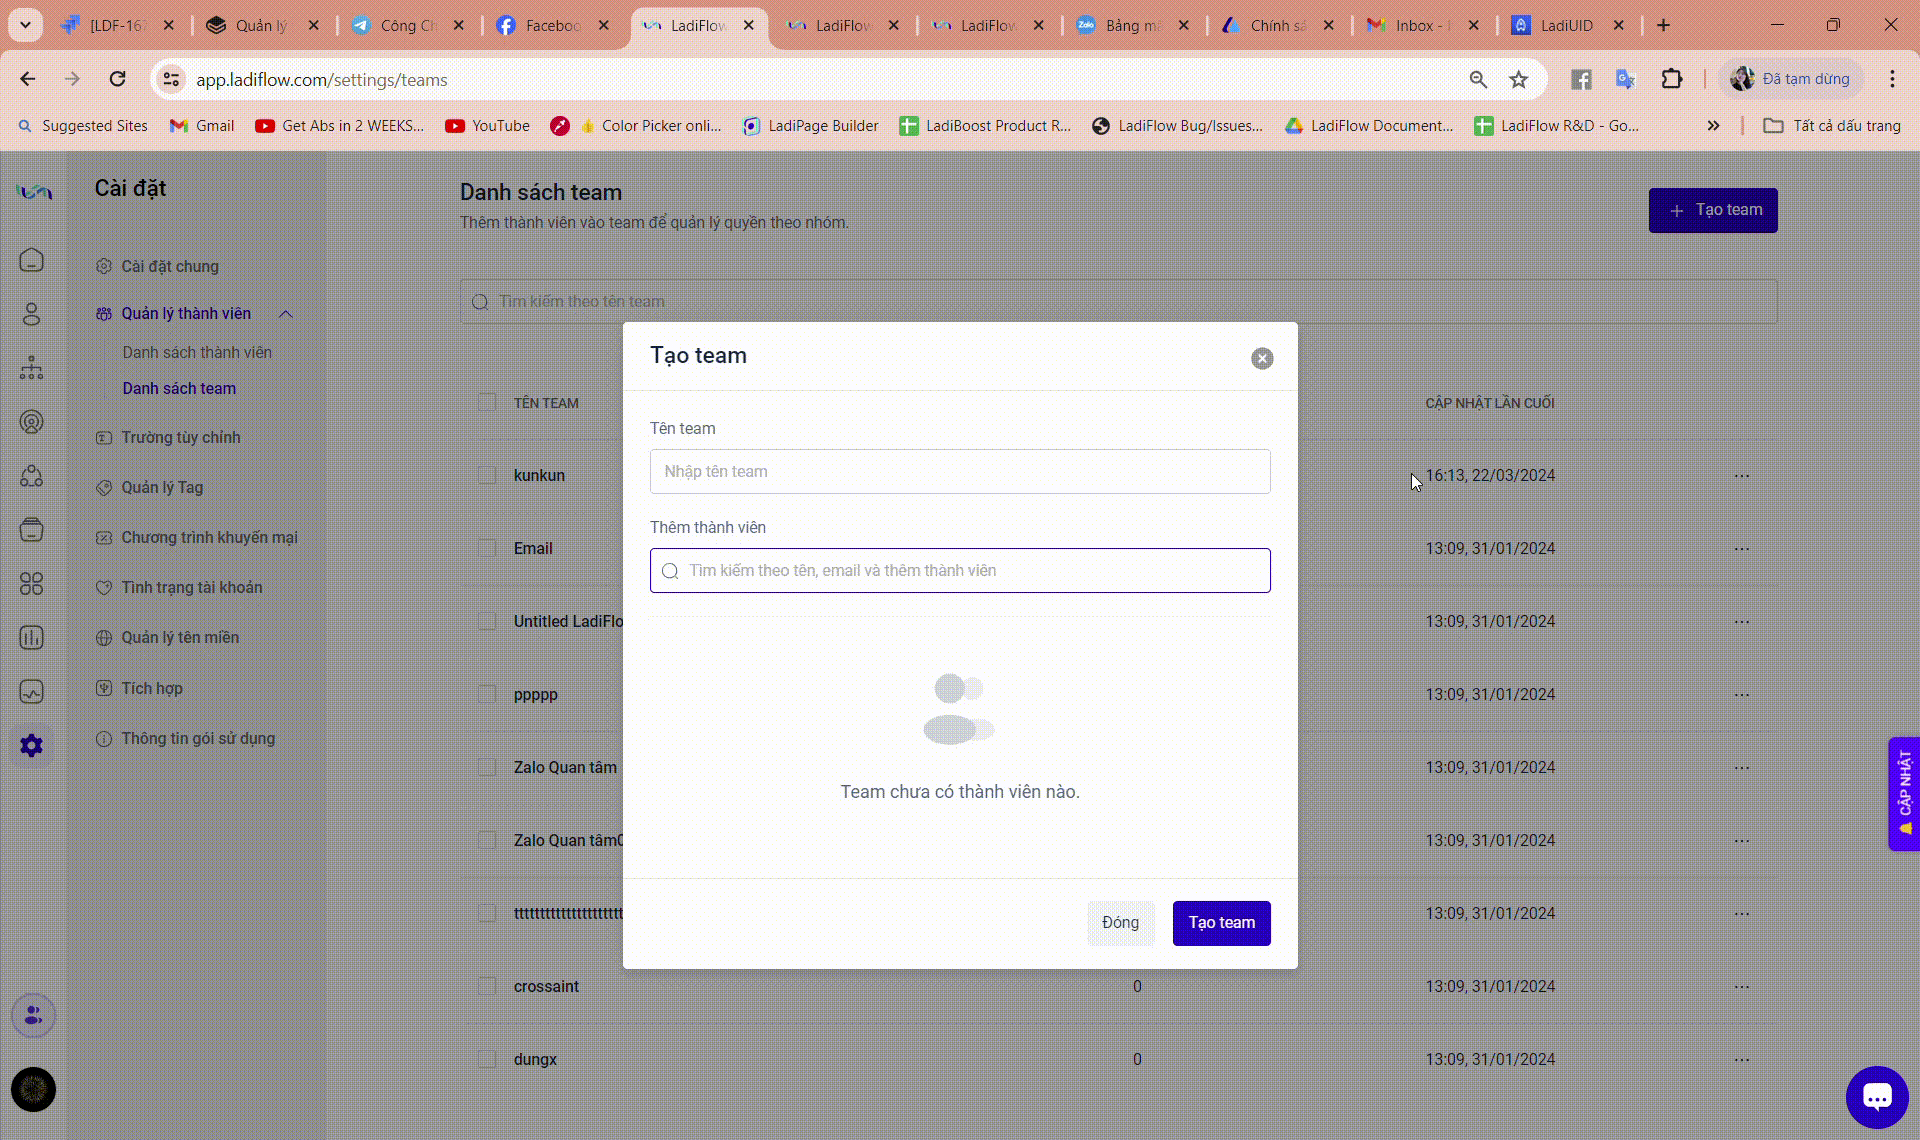 [LDF-167
Quản lý
Công Ch
Faceboo
LadiFlow
LadiFlow
LadiFlow
Bảng mã
Chính sá
Inbox -
LadiUID
app.ladiflow.com/settings/teams
Đã tạm dừng
Suggested Sites
Gmail
Get Abs in 2 WEEKS...
YouTube
Color Picker onli...
LadiPage Builder
LadiBoost Product R...
LadiFlow Bug/Issues...
LadiFlow Document...
LadiFlow R&D - Go...
Tất cả dấu trang
Cài đặt
Cài đặt chung
Quản lý thành viên
Danh sách thành viên
Danh sách team
Trường tùy chỉnh
Quản lý Tag
Chương trình khuyến mại
Tình trạng tài khoản
Quản lý tên miền
Tích hợp
Thông tin gói sử dụng
Danh sách team
Thêm thành viên vào team để quản lý quyền theo nhóm.
Tạo team
Tìm kiếm theo tên team
TÊN TEAM
CẬP NHẬT LẦN CUỐI
kunkun
16:13, 22/03/2024
Email
13:09, 31/01/2024
Untitled LadiFlo
13:09, 31/01/2024
ppppp
13:09, 31/01/2024
Zalo Quan tâm
13:09, 31/01/2024
Zalo Quan tâm0
13:09, 31/01/2024
13:09, 31/01/2024
crossaint
0
13:09, 31/01/2024
dungx
0
13:09, 31/01/2024
Tạo team
Tên team
Nhập tên team
Thêm thành viên
Tìm kiếm theo tên, email và thêm thành viên
Team chưa có thành viên nào.
Đóng
Tạo team
CẬP NHẬT